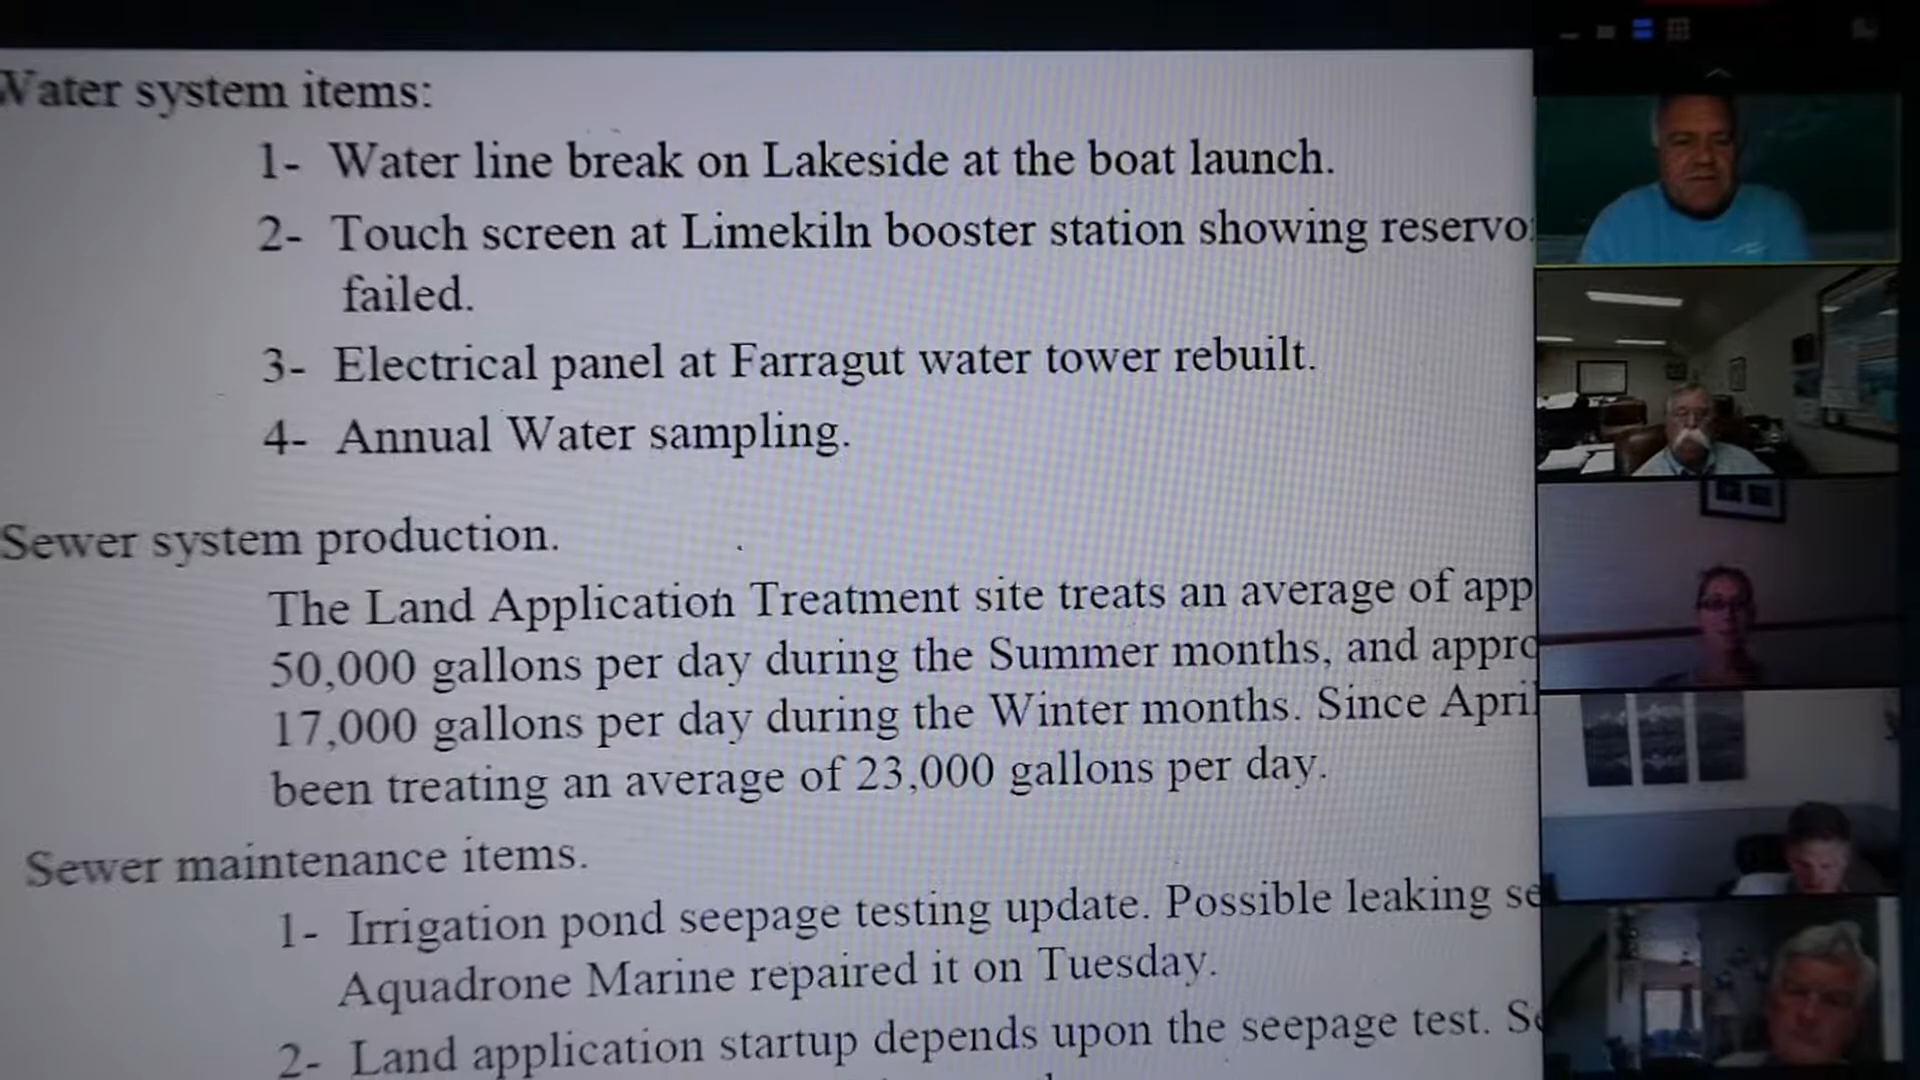 Water system items:
1- Water line break on Lakeside at the boat launch.
2- Touch screen at Limekiln booster station showing reservo
failed.
3- Electrical panel at Farragut water tower rebuilt.
4- Annual Water sampling.
Sewer system production.
The Land Application Treatment site treats an average of app
50,000 gallons per day during the Summer months, and appro
17,000 gallons per day during the Winter months. Since April
been treating an average of 23,000 gallons per day.
Sewer maintenance items.
1- Irrigation pond seepage testing update. Possible leaking se
Aquadrone Marine repaired it on Tuesday.
2- Land application startup depends upon the seepage test. Se